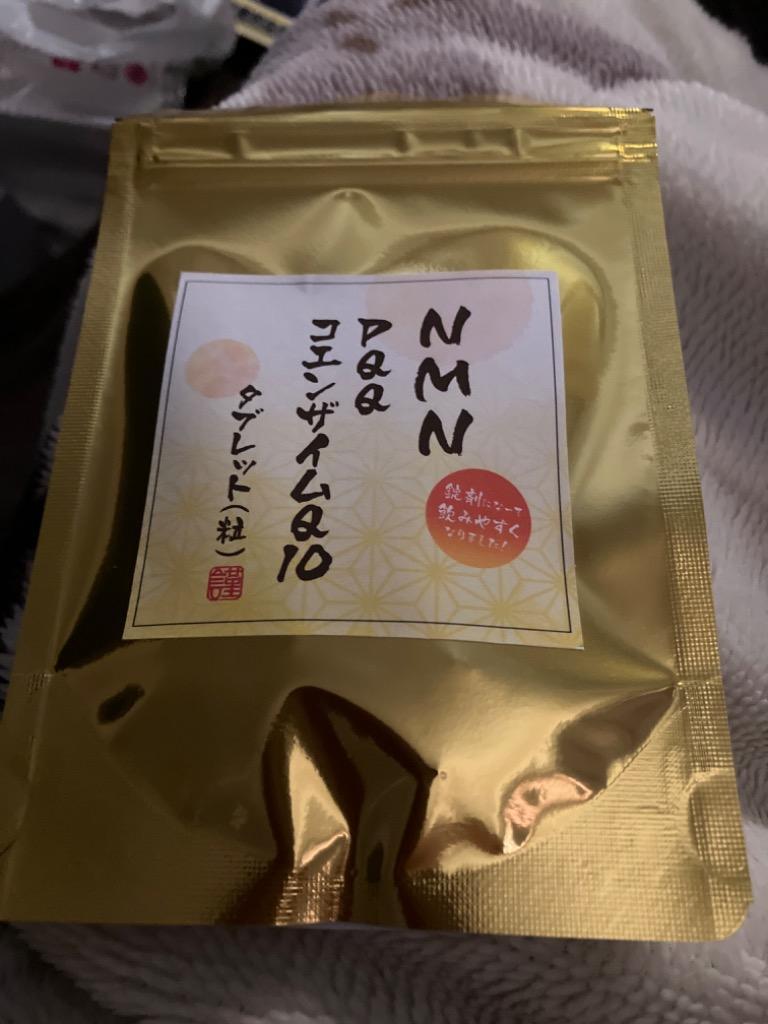 NMN
PQQ
コエンザイムQ10
タブレット(粒)
謹
錠剤になって
飲みやすく
なりました!